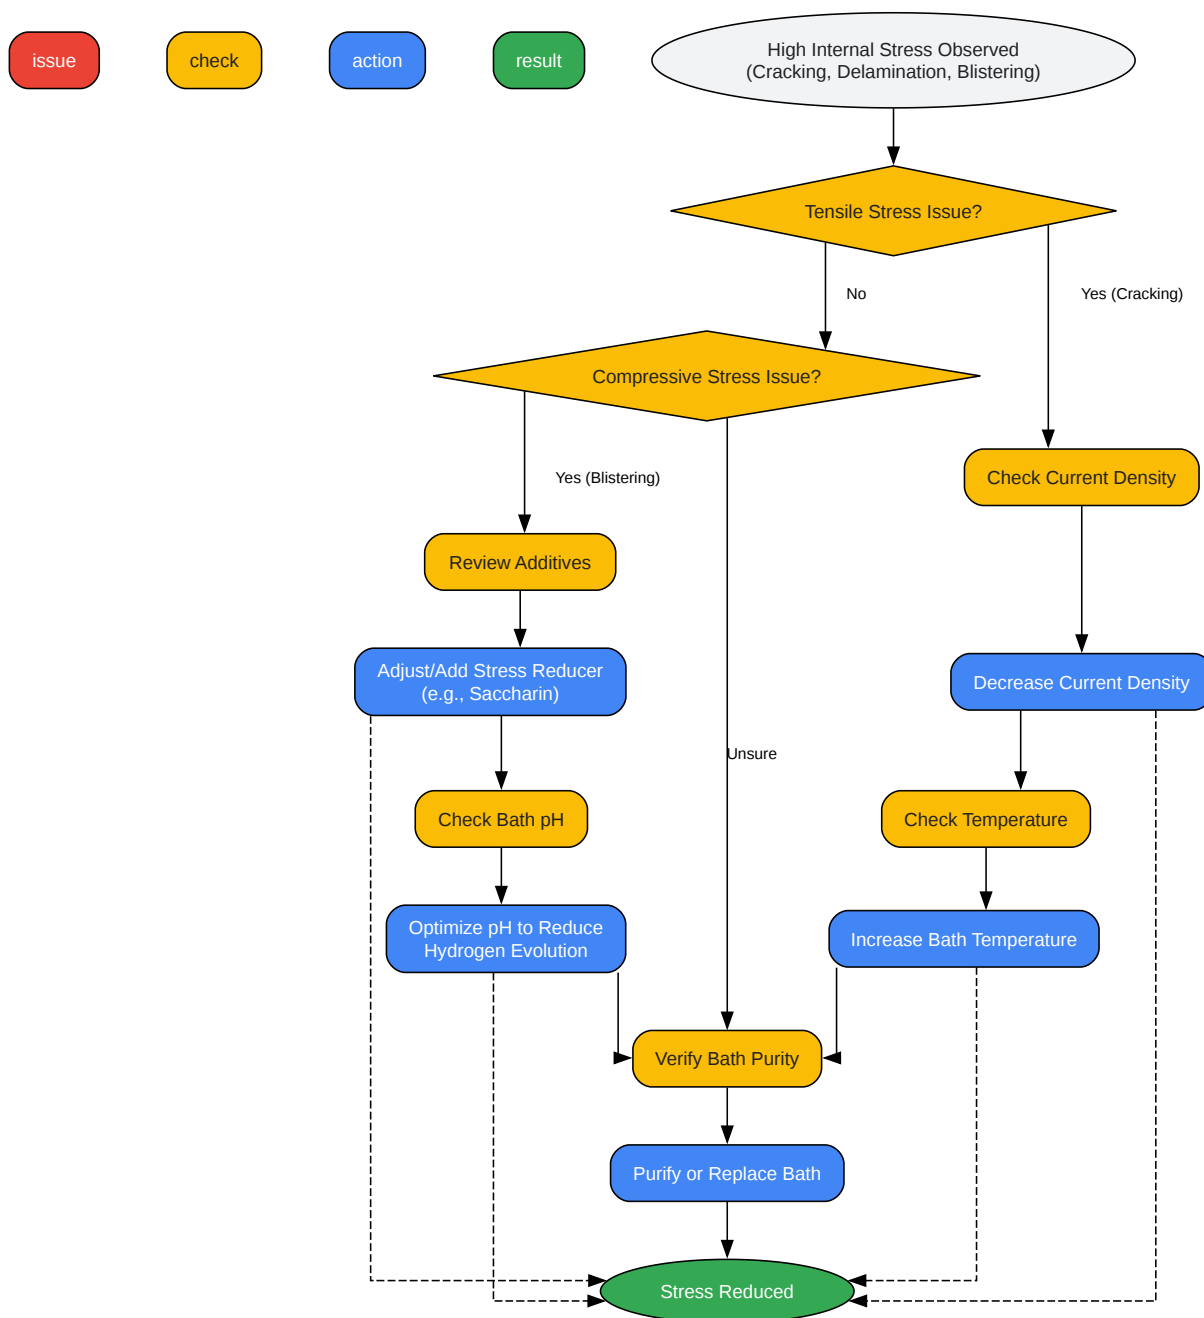 issue
check
action
result
High Internal Stress Observed
(Cracking, Delamination, Blistering)
Tensile Stress Issue?
No
Yes (Cracking)
Compressive Stress Issue?
Yes (Blistering)
Check Current Density
Review Additives
Adjust/Add Stress Reducer
(e.g., Saccharin)
Decrease Current Density
Unsure
Check Bath pH
Check Temperature
Optimize pH to Reduce
Hydrogen Evolution
Increase Bath Temperature
Verify Bath Purity
Purify or Replace Bath
Stress Reduced